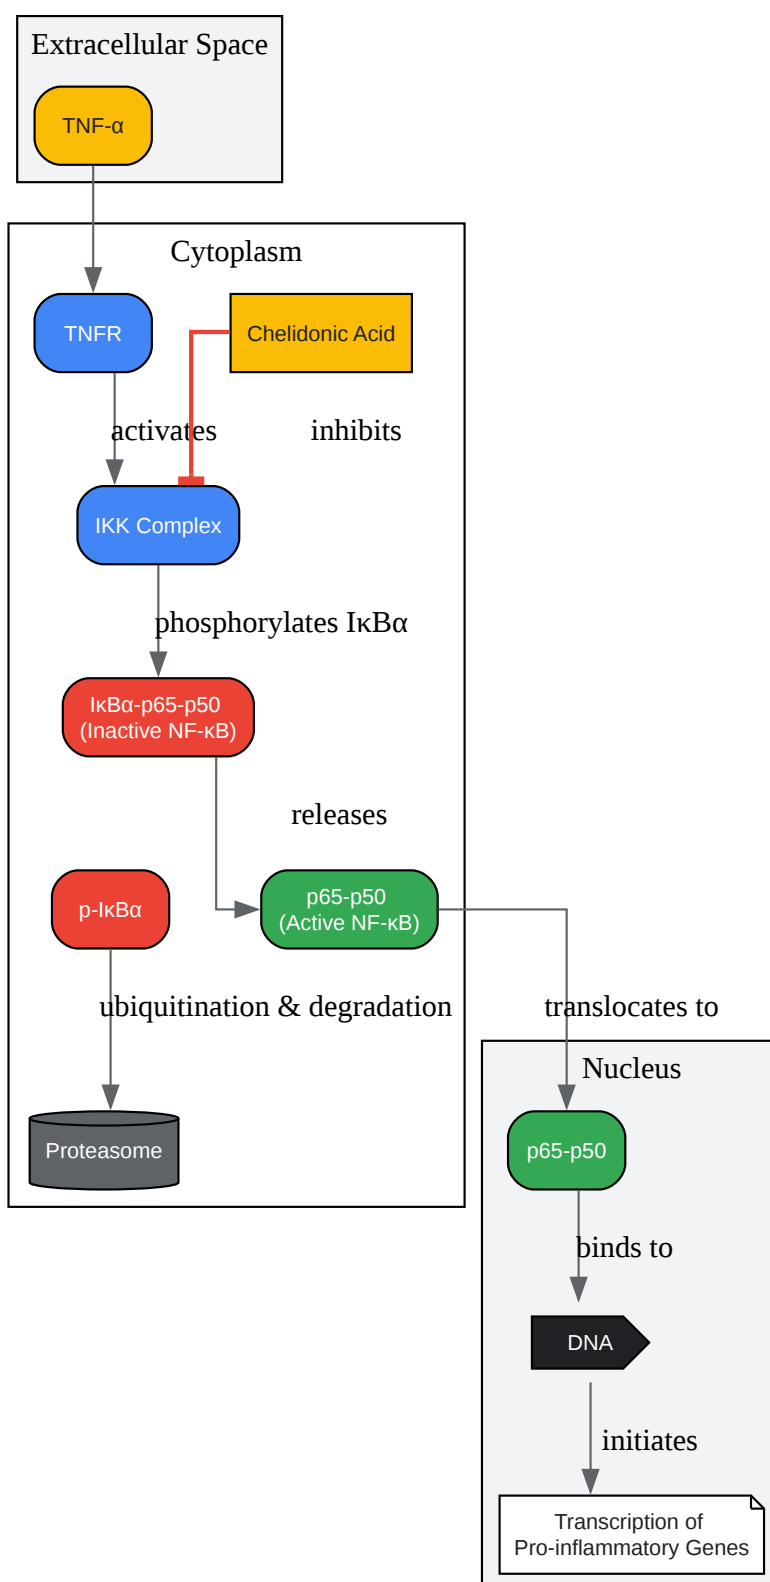 Extracellular Space
TNF-α
Cytoplasm
TNFR
Chelidonic Acid
activates
inhibits
IKK Complex
phosphorylates IκBα
IκBα-p65-p50
(Inactive NF-κB)
releases
p-IκBα
p65-p50
(Active NF-κB)
ubiquitination & degradation
translocates to
Nucleus
Proteasome
p65-p50
binds to
DNA
initiates
Transcription of
Pro-inflammatory Genes